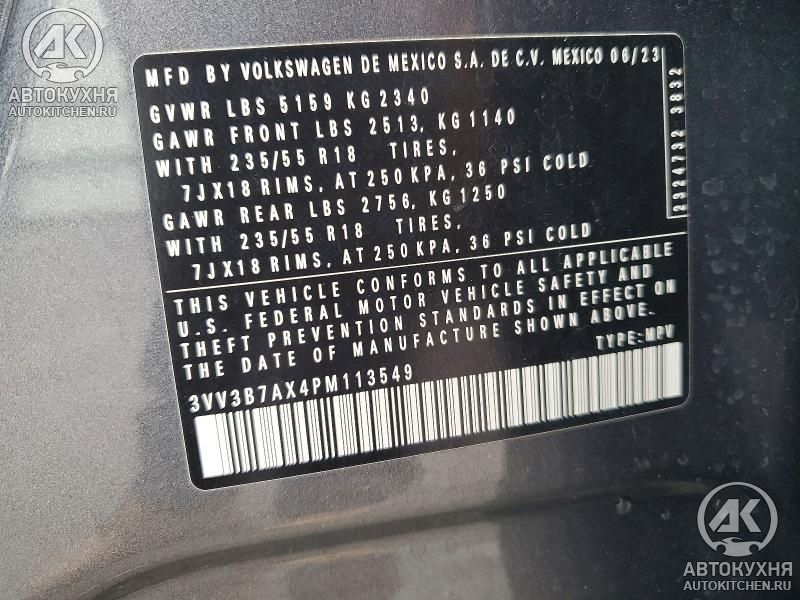 АК
АВТОКУХНЯ
AUTOKITCHEN.RU
MFD BY VOLKSWAGEN DE MEXICO S.A. DE C.V. MEXICO 06/23
GVWR LBS 5159 KG 2340
GAWR FRONT LBS 2513, KG 1140
WITH 235/55 R18 TIRES,
7JX18 RIMS, AT 250 KPA, 36 PSI COLD
GAWR REAR LBS 2756, KG 1250
WITH 235/55 R18 TIRES,
7JX18 RIMS, AT 250 KPA, 36 PSI COLD
2324732 3832
THIS VEHICLE CONFORMS TO ALL APPLICABLE
U.S. FEDERAL MOTOR VEHICLE SAFETY AND
THEFT PREVENTION STANDARDS IN EFFECT ON
THE DATE OF MANUFACTURE SHOWN ABOVE.
TYPE:MPV
3VV3B7AX4PM113549
АК
АВТОКУХНЯ
AUTOKITCHEN.RU